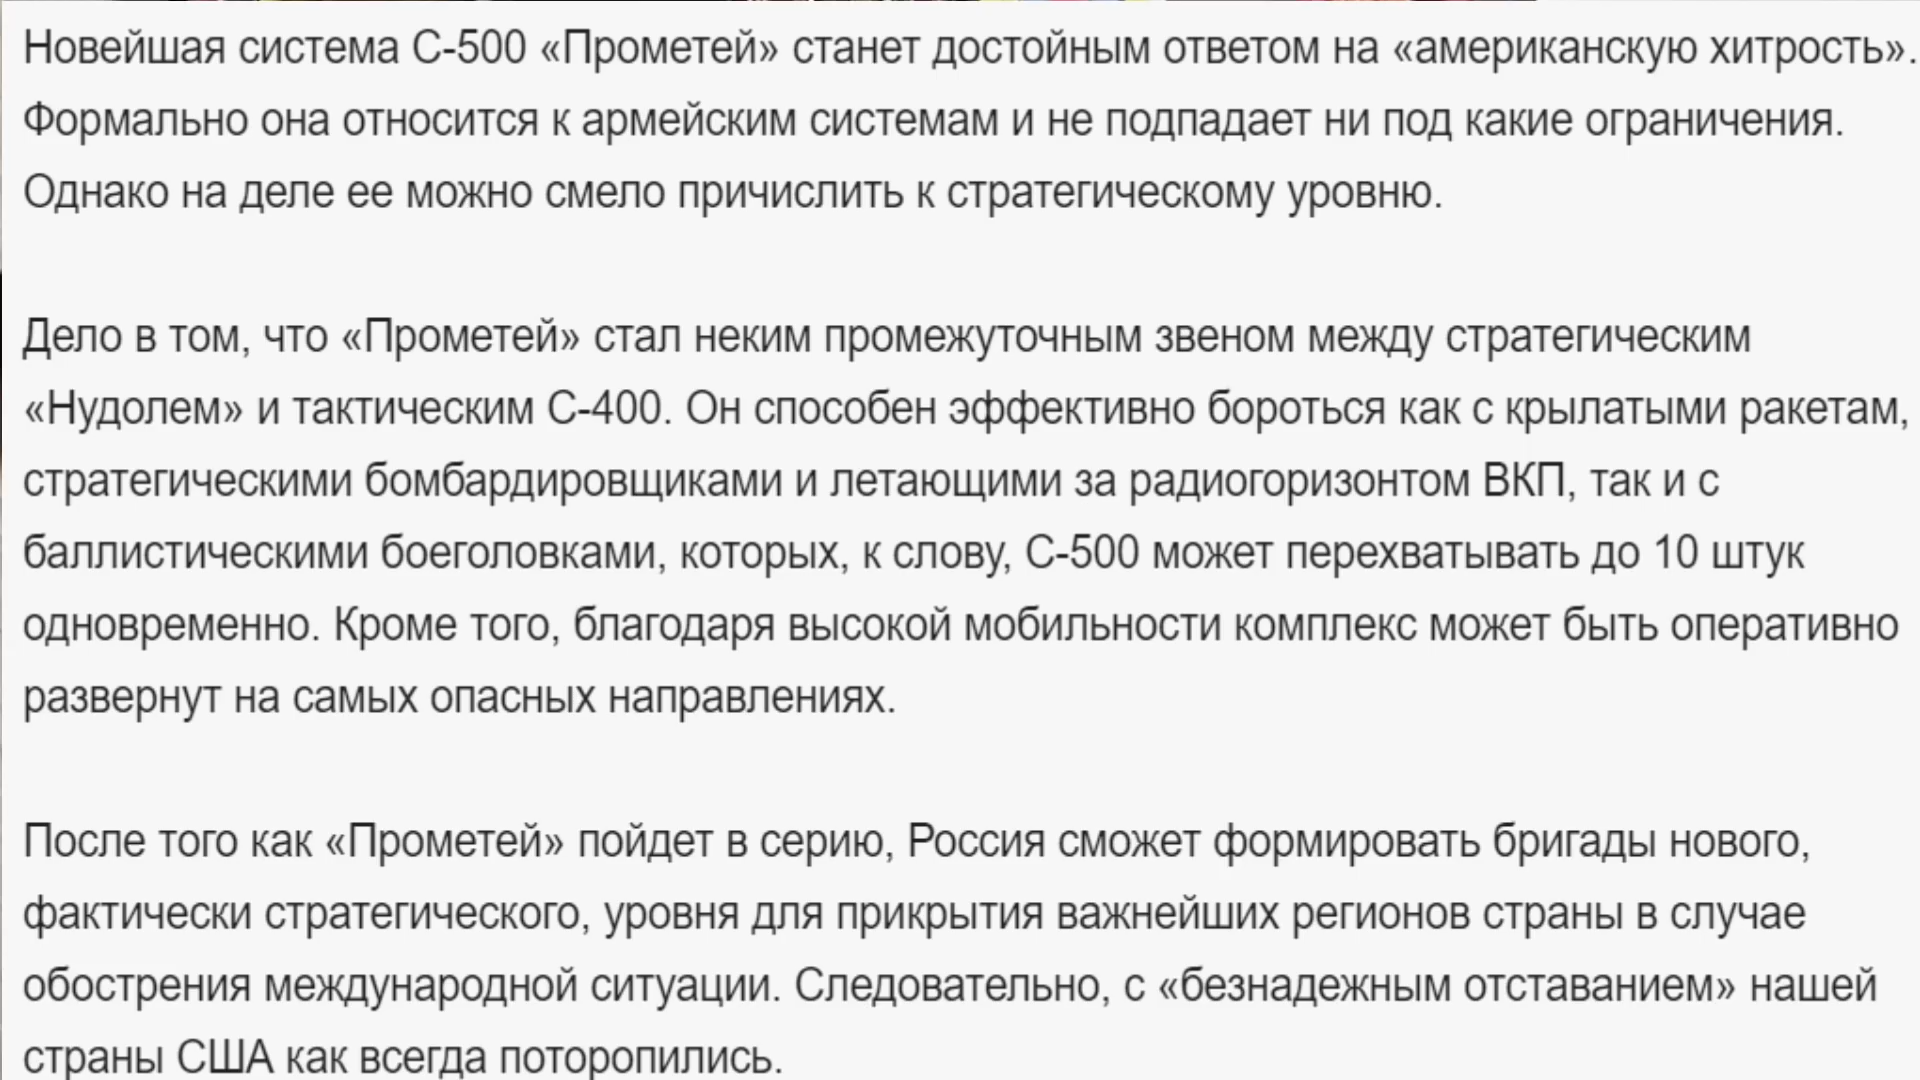 Новейшая система С-500 «Прометей» станет достойным ответом на «американскую хитрость».
Формально она относится к армейским системам и не подпадает ни под какие ограничения.
Однако на деле ее можно смело причислить к стратегическому уровню.
Дело в том, что «Прометей» стал неким промежуточным звеном между стратегическим
«Нудолем» и тактическим С-400. Он способен эффективно бороться как с крылатыми ракетам,
стратегическими бомбардировщиками и летающими за радиогоризонтом ВКП, так и с
баллистическими боеголовками, которых, к слову, С-500 может перехватывать до 10 штук
одновременно. Кроме того, благодаря высокой мобильности комплекс может быть оперативно
развернут на самых опасных направлениях.
После того как «Прометей» пойдет в серию, Россия сможет формировать бригады нового,
фактически стратегического, уровня для прикрытия важнейших регионов страны в случае
обострения международной ситуации. Следовательно, с «безнадежным отставанием» нашей
страны США как всегда поторопились.